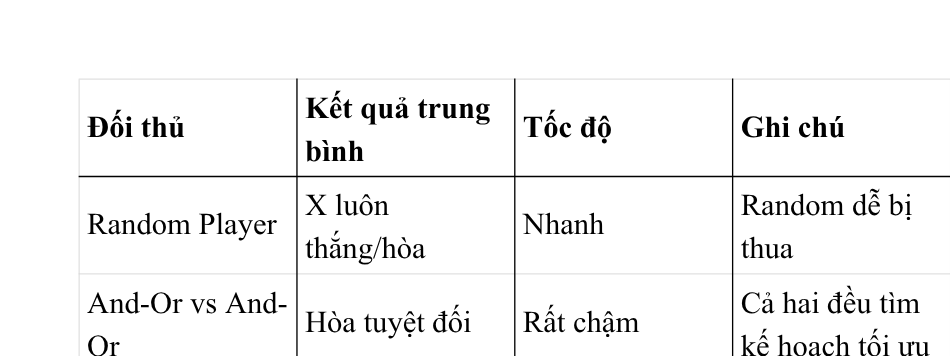 Đối thủ
Kết quả trung
bình
Tốc độ
Ghi chú
Random Player
X luôn
thắng/hòa
Nhanh
Random dễ bị
thua
And-Or vs And-
Or
Hòa tuyệt đối
Rất chậm
Cả hai đều tìm
kế hoạch tối ưu